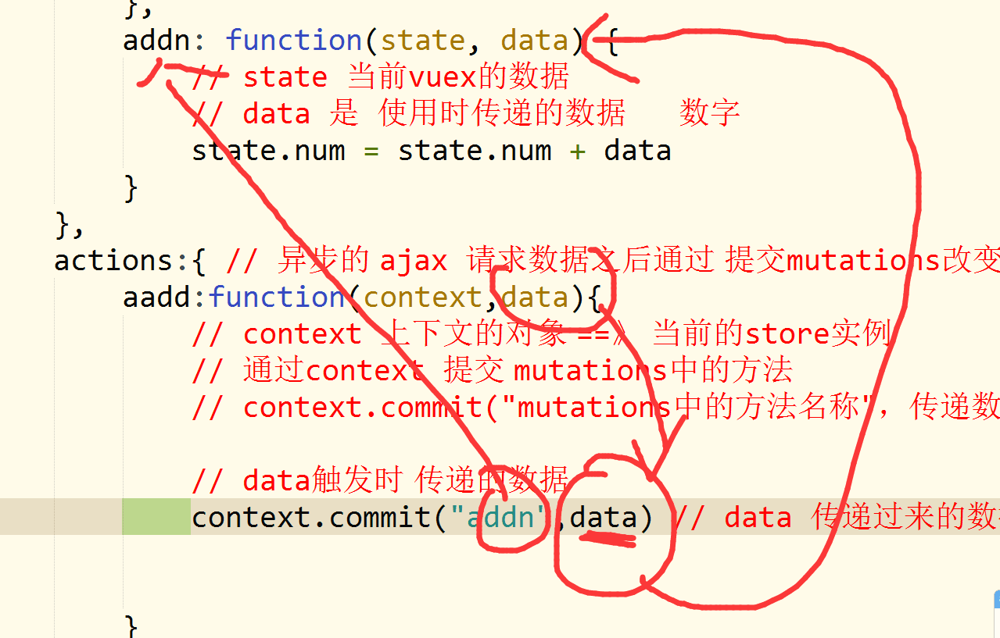 },
addn: function(state, data) {
// state 当前vuex的数据
// data 是 使用时传递的数据 数字
state.num = state.num + data
}
},
actions:{ // 异步的 ajax 请求数据之后通过 提交mutations改变
aadd:function(context,data){
// context 上下文的对象 ==》 当前的store实例
// 通过context 提交 mutations中的方法
// context.commit("mutations中的方法名称", 传递数
// data触发时 传递的数据
context.commit("addn",data) // data 传递过来的数
}